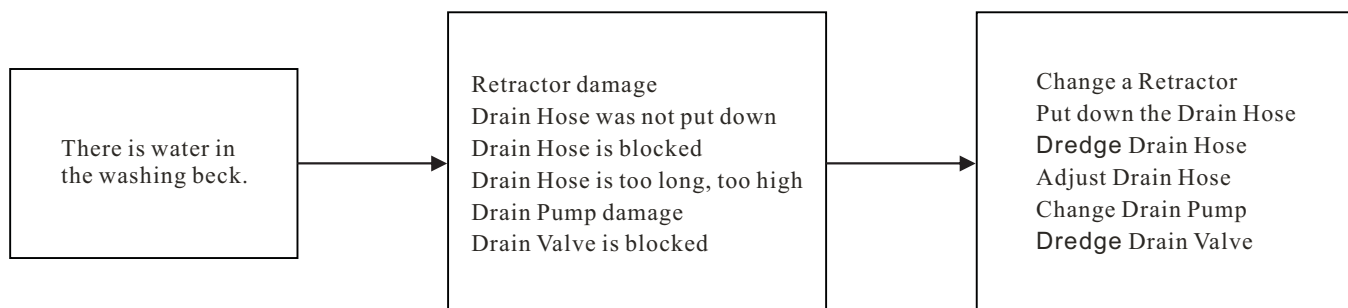 There is water in
the washing beck.
Retractor damage
Drain Hose was not put down
Drain Hose is blocked
Drain Hose is too long, too high
Drain Pump damage
Drain Valve is blocked
Change a Retractor
Put down the Drain Hose
Dredge Drain Hose
Adjust Drain Hose
Change Drain Pump
Dredge Drain Valve